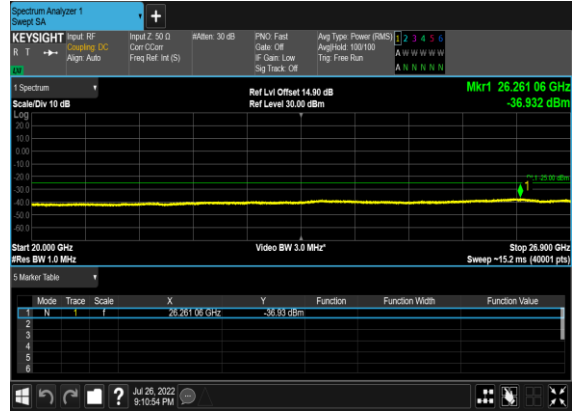 Spectrum Analyzer 1
Swept SA
+
KEYSIGHT Input: RF Input Z: 50 Ω #Atten: 30 dB PNO: Fast Avg Type: Power (RMS) 1 2 3 4 5 6
R T Coupling: DC Corr CCorr Gate: Off Avg|Hold: 100/100 A W W W W W
Align: Auto Freq Ref: Int (S) IF Gain: Low Trig: Free Run
LW Sig Track: Off A N N N N N
1 Spectrum Ref Lvl Offset 14.90 dB Mkr1 26.261 06 GHz
Scale/Div 10 dB Ref Level 30.00 dBm -36.932 dBm
Log
20.0
10.0
0.00
-10.0
-20.0
DL1 -25.00 dBm
1
-30.0
-40.0
-50.0
-60.0
Start 20.000 GHz Video BW 3.0 MHz* Stop 26.900 GHz
#Res BW 1.0 MHz Sweep ~15.2 ms (40001 pts)
5 Marker Table
Mode Trace Scale X Y Function Function Width Function Value
1 N 1 f 26.261 06 GHz -36.93 dBm
2
3
4
5
6
? Jul 26, 2022
9:10:54 PM